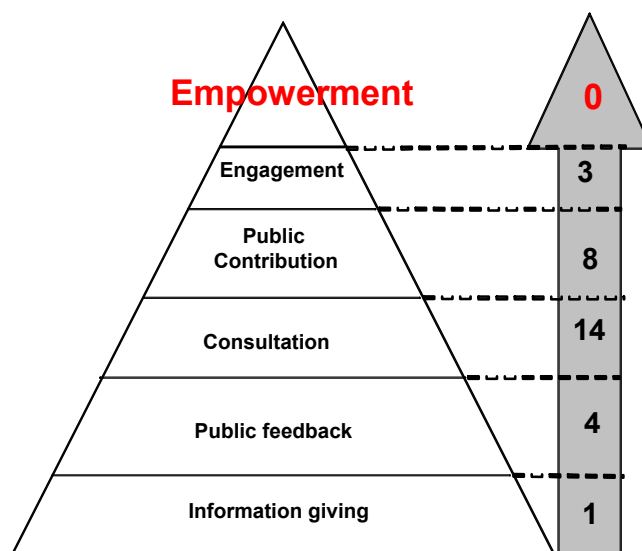 Empowerment 0
Engagement 3
Public
Contribution 8
Consultation 14
Public feedback 4
Information giving 1